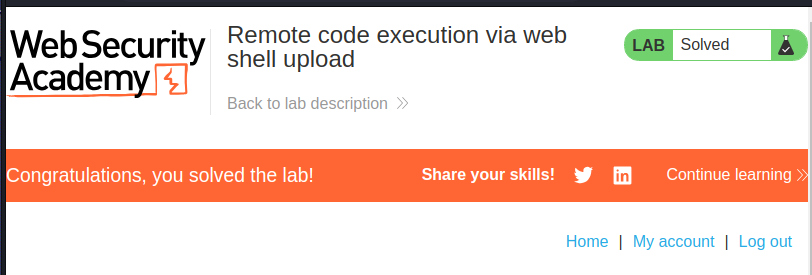 Web Security
Academy
Remote code execution via web
shell upload
Back to lab description
LAB Solved
Congratulations, you solved the lab!
Share your skills!
Continue learning
Home | My account | Log out